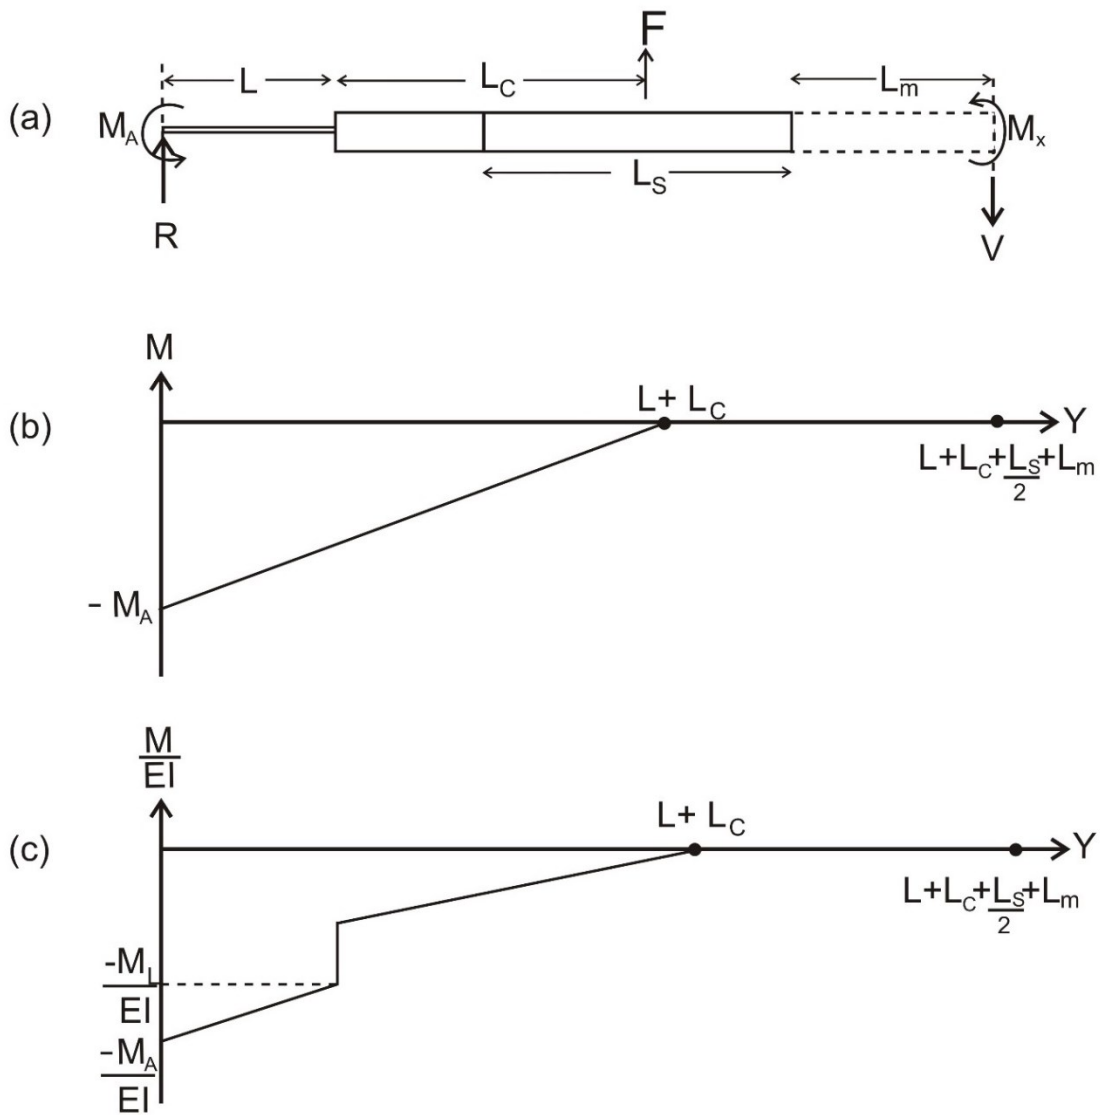 F
L
L_C
L_m
(a)
M_A
M_x
L_S
R
V
M
(b)
L+ L_C
Y
L+L_C+L_S/2+L_m
- M_A
M/EI
(c)
L+ L_C
Y
L+L_C+L_S/2+L_m
-M_L/EI
-M_A/EI